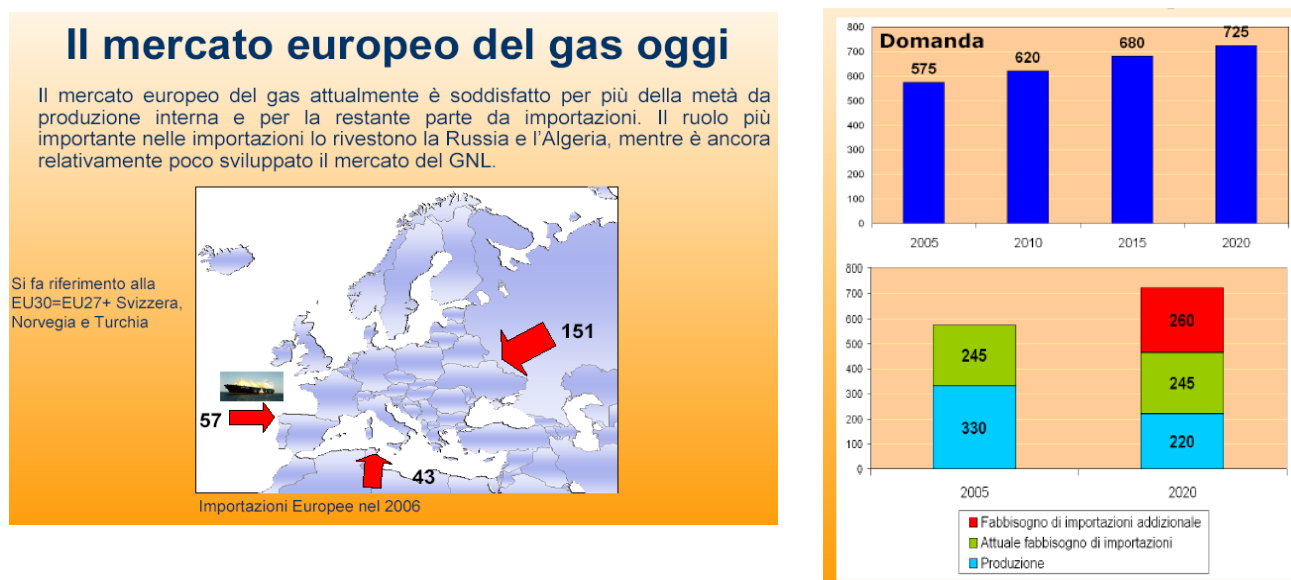 Il mercato europeo del gas oggi
Il mercato europeo del gas attualmente è soddisfatto per più della metà da
produzione interna e per la restante parte da importazioni. Il ruolo più
importante nelle importazioni lo rivestono la Russia e l'Algeria, mentre è ancora
relativamente poco sviluppato il mercato del GNL.
Si fa riferimento alla
EU30=EU27+ Svizzera,
Norvegia e Turchia
151
57
43
Importazioni Europee nel 2006
Domanda
800
700
600
500
400
300
200
100
0
575
620
680
725
2005
2010
2015
2020
800
700
600
500
400
300
200
100
0
245
330
260
245
220
2005
2020
Fabbisogno di importazioni addizionale
Attuale fabbisogno di importazioni
Produzione